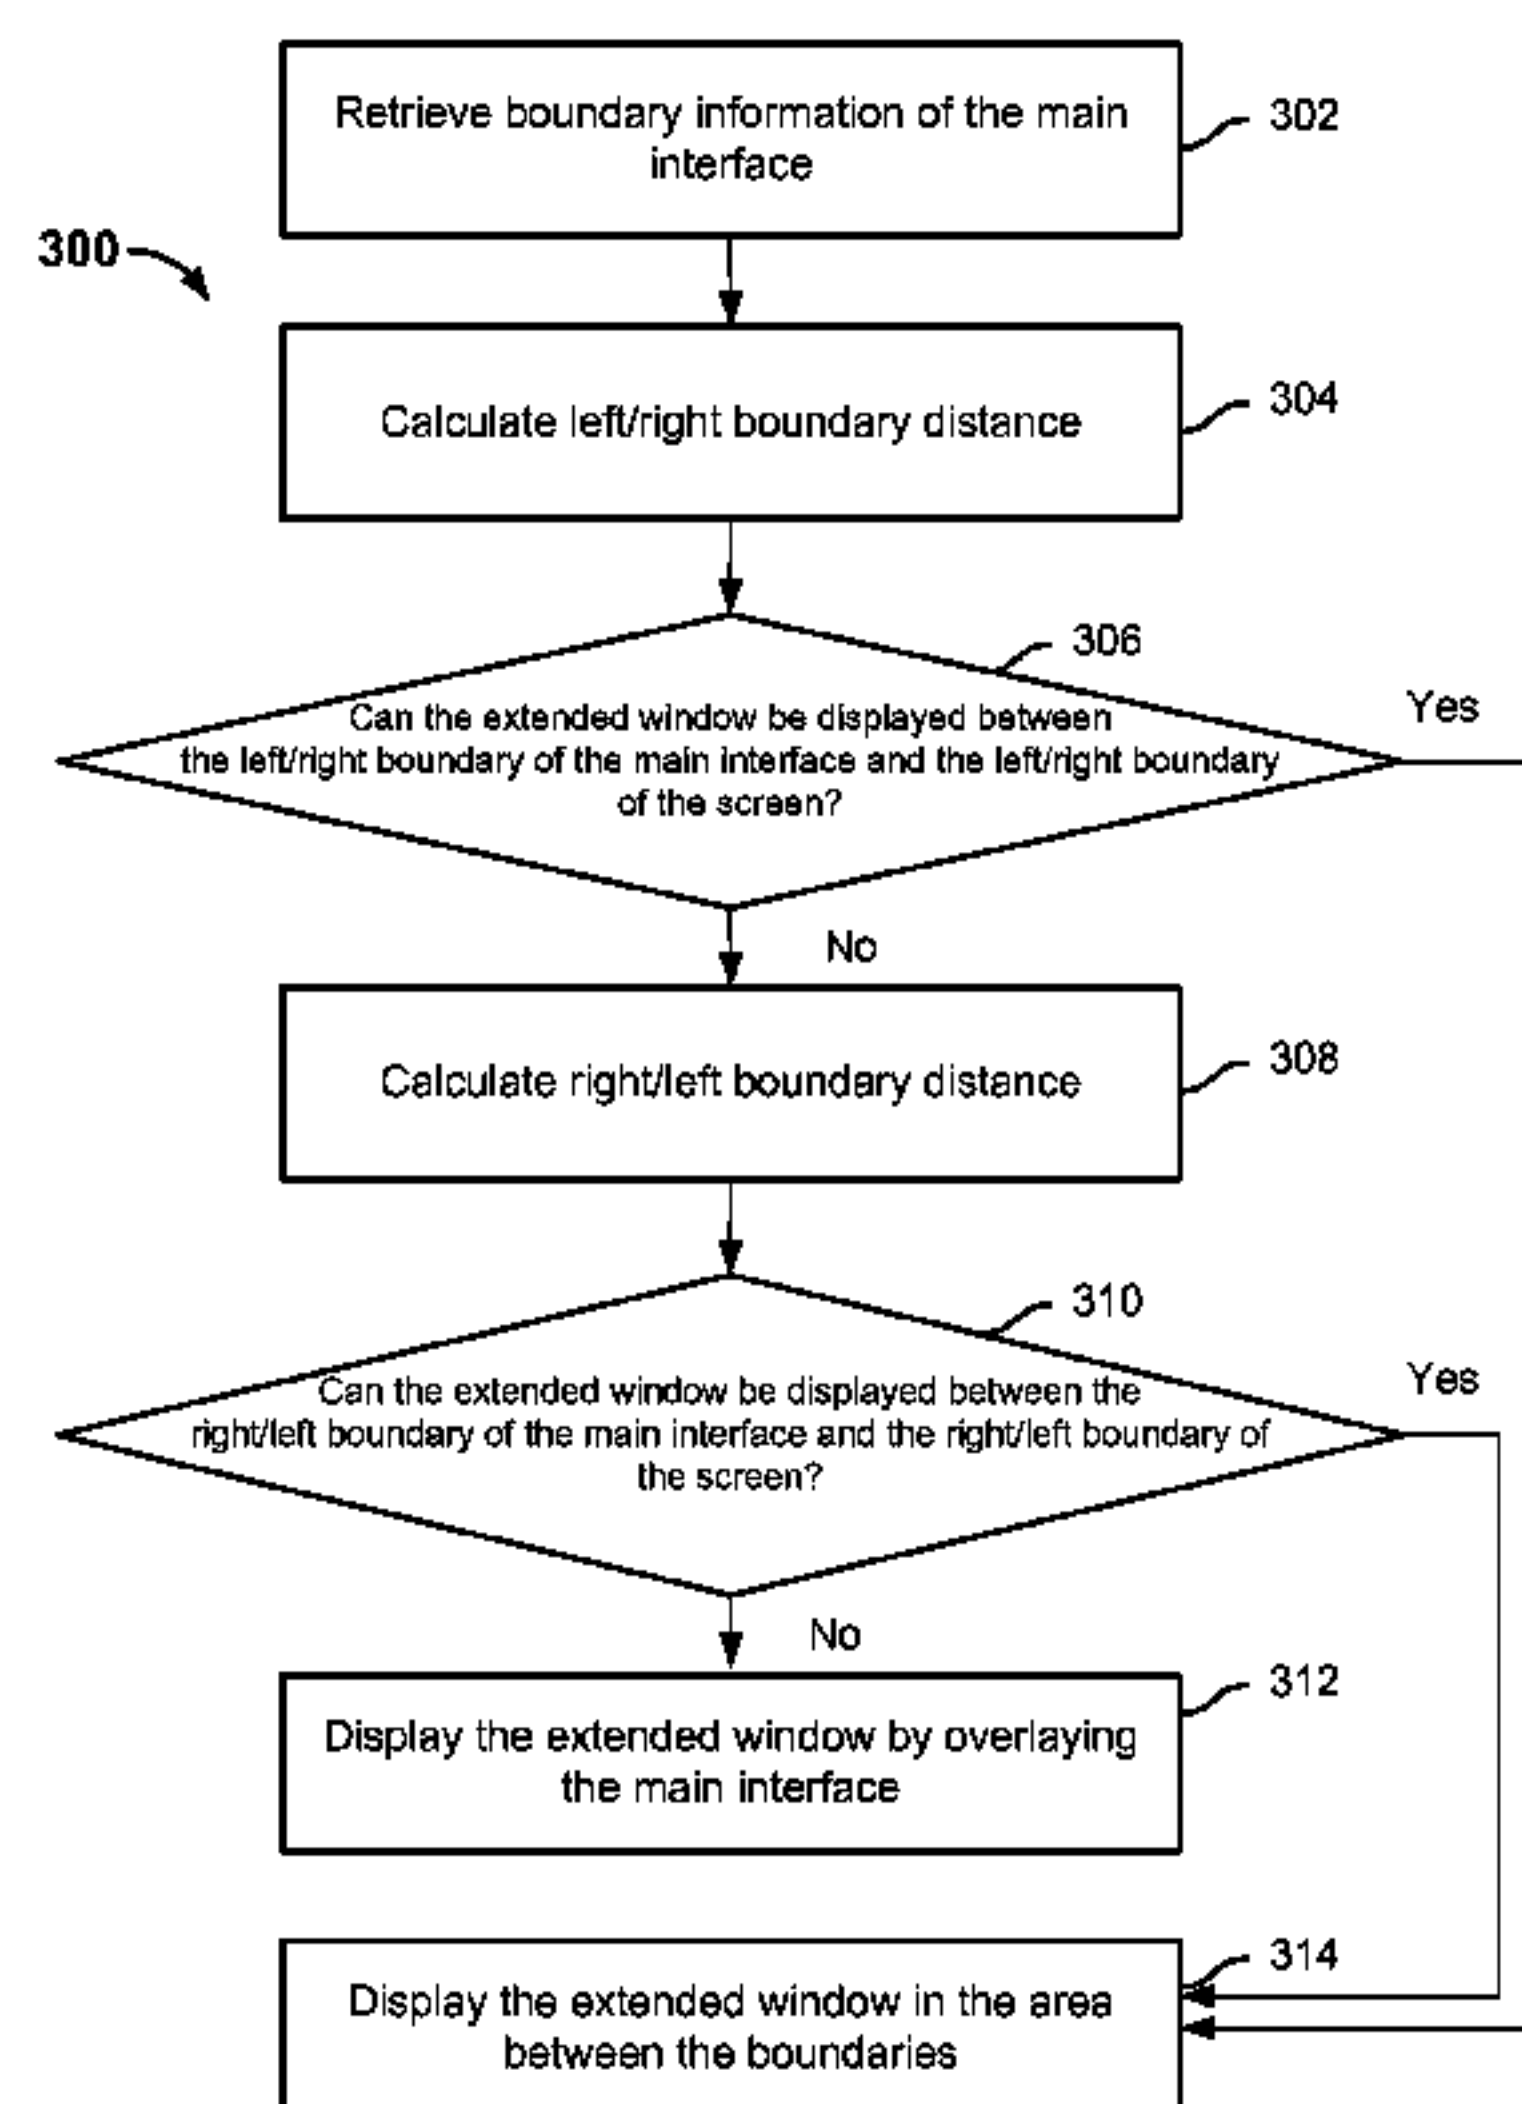 Retrieve boundary information of the main
interface
302
300
Calculate left/right boundary distance
304
306
Can the extended window be displayed between
the left/right boundary of the main interface and the left/right boundary
of the screen?
Yes
No
Calculate right/left boundary distance
308
310
Can the extended window be displayed between the
right/left boundary of the main interface and the right/left boundary of
the screen?
Yes
No
Display the extended window by overlaying
the main interface
312
Display the extended window in the area
between the boundaries
314